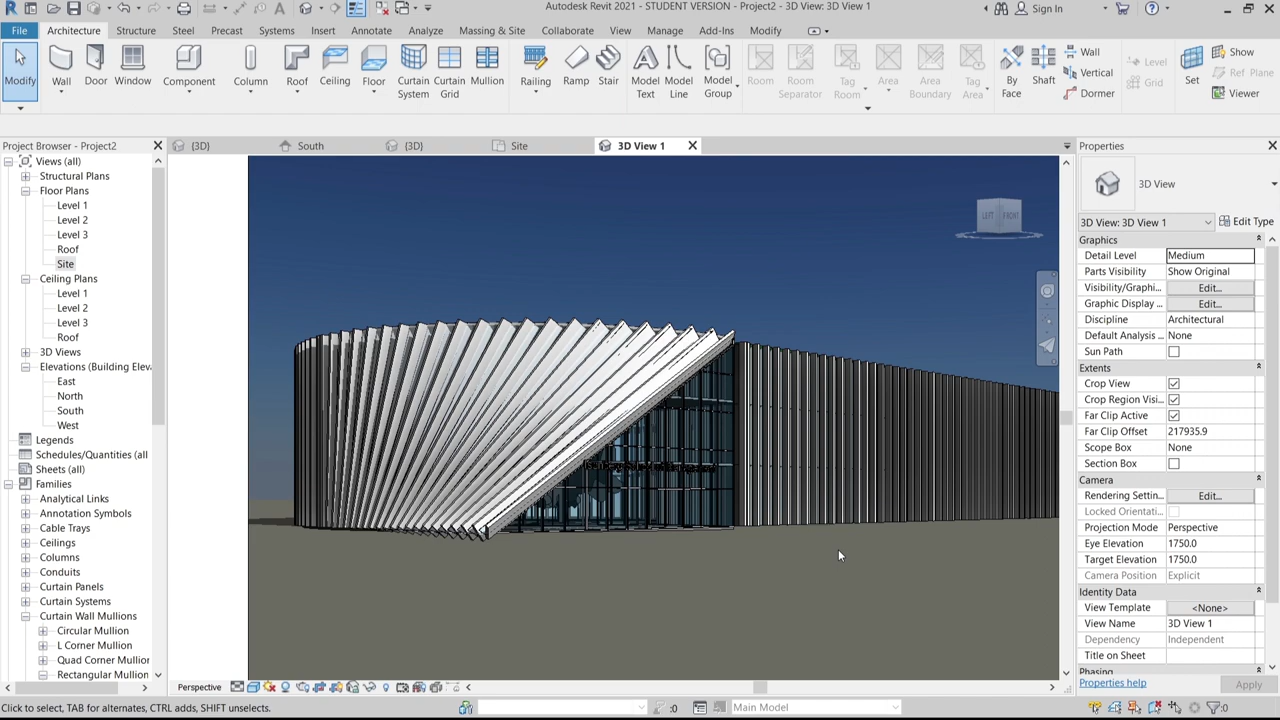 Autodesk Revit 2021 - STUDENT VERSION - Project2 - 3D View: 3D View 1
Sign In
File Architecture Structure Steel Precast Systems Insert Annotate Analyze Massing & Site Collaborate View Manage Add-Ins Modify
Modify Wall Door Window Component Column Roof Ceiling Floor Curtain System Curtain Grid Mullion Railing Ramp Stair Model Text Model Line Model Group Room Room Separator Tag Room Area Area Boundary Tag Area By Face Shaft Wall Vertical Dormer Level Grid Set Show Ref Plane Viewer
Project Browser - Project2
{3D} South {3D} Site 3D View 1
Views (all)
Structural Plans
Floor Plans
Level 1
Level 2
Level 3
Roof
Site
Ceiling Plans
Level 1
Level 2
Level 3
Roof
3D Views
Elevations (Building Elev
East
North
South
West
Legends
Schedules/Quantities (all
Sheets (all)
Families
Analytical Links
Annotation Symbols
Cable Trays
Ceilings
Columns
Conduits
Curtain Panels
Curtain Systems
Curtain Wall Mullions
Circular Mullion
L Corner Mullion
Quad Corner Mullion
Rectangular Mullion
LEFT FRONT
Properties
3D View
3D View: 3D View 1 Edit Type
Graphics
Detail Level Medium
Parts Visibility Show Original
Visibility/Graphi... Edit...
Graphic Display ... Edit...
Discipline Architectural
Default Analysis ... None
Sun Path
Extents
Crop View
Crop Region Visi...
Far Clip Active
Far Clip Offset 217935.9
Scope Box None
Section Box
Camera
Rendering Settin... Edit...
Locked Orientati...
Projection Mode Perspective
Eye Elevation 1750.0
Target Elevation 1750.0
Camera Position Explicit
Identity Data
View Template <None>
View Name 3D View 1
Dependency Independent
Title on Sheet
Phasing
Properties help Apply
Perspective
Click to select, TAB for alternates, CTRL adds, SHIFT unselects.
:0 Main Model :0